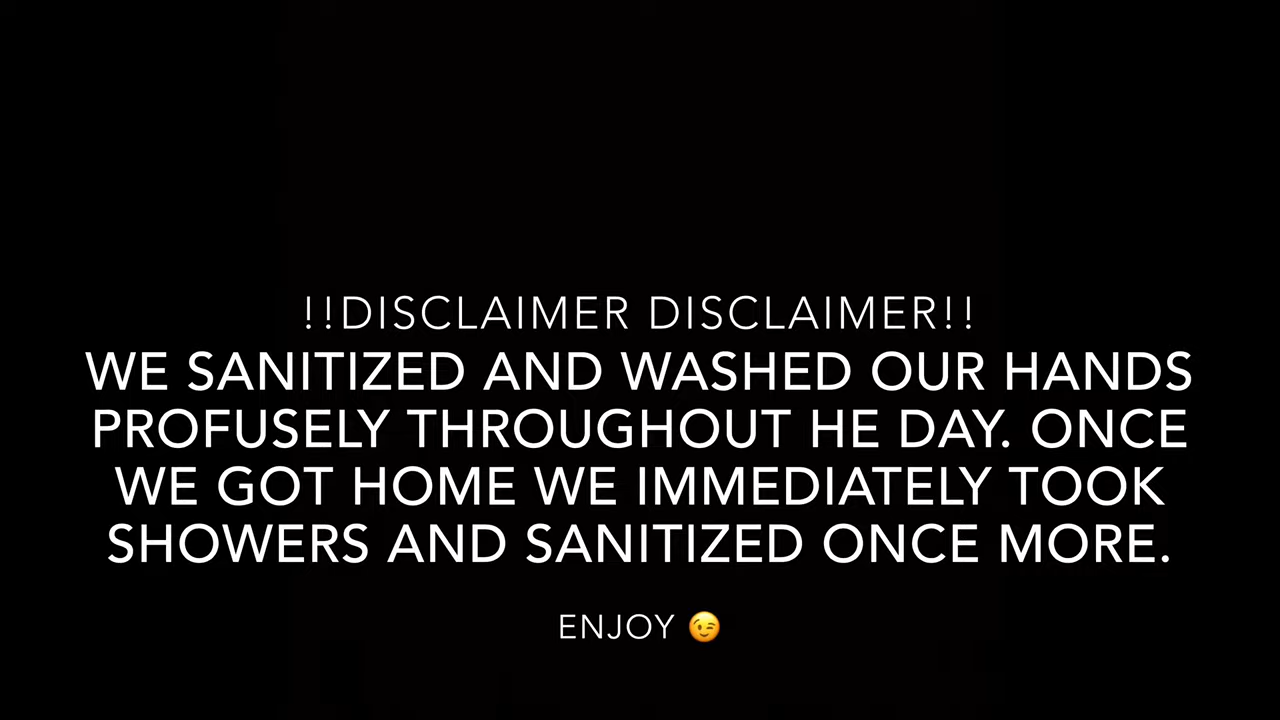 !!DISCLAIMER DISCLAIMER!!
WE SANITIZED AND WASHED OUR HANDS
PROFUSELY THROUGHOUT HE DAY. ONCE
WE GOT HOME WE IMMEDIATELY TOOK
SHOWERS AND SANITIZED ONCE MORE.
ENJOY 😉